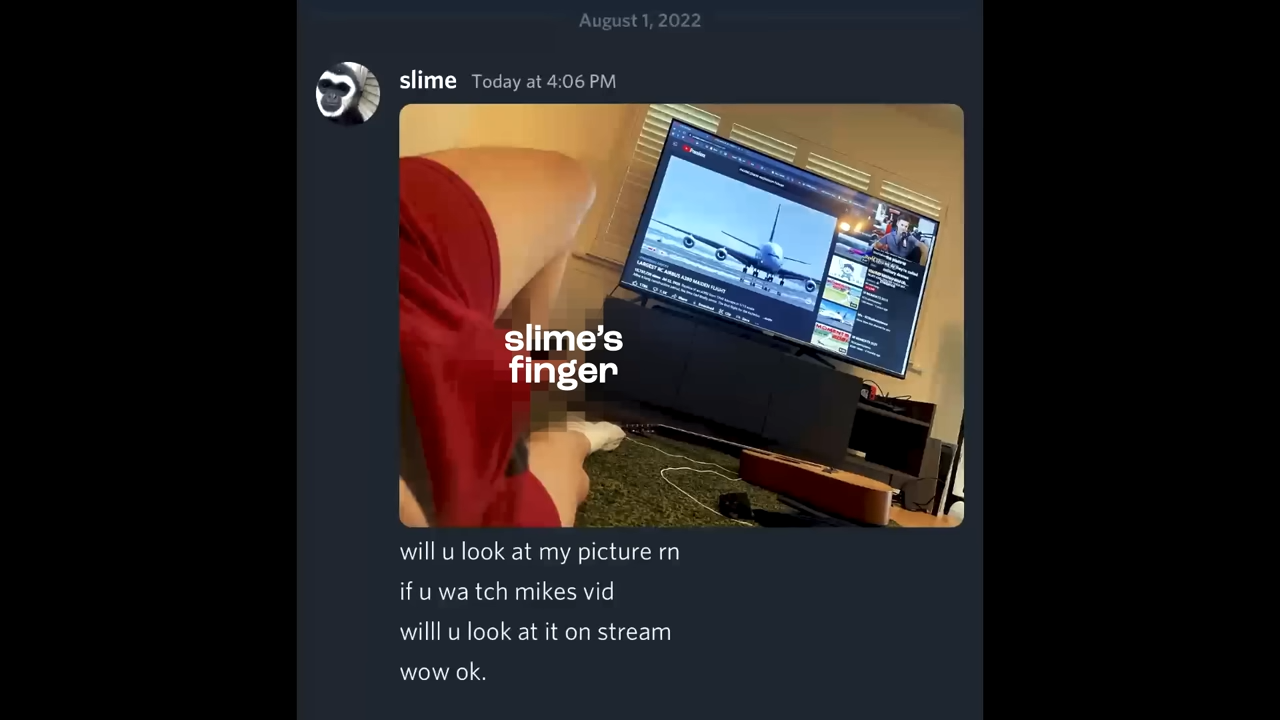 August 1, 2022
slime Today at 4:06 PM
LARGEST RC AIRBUS A380 MAIDEN FLIGHT
slime's
finger
will u look at my picture rn
if u wa tch mikes vid
willl u look at it on stream
wow ok.